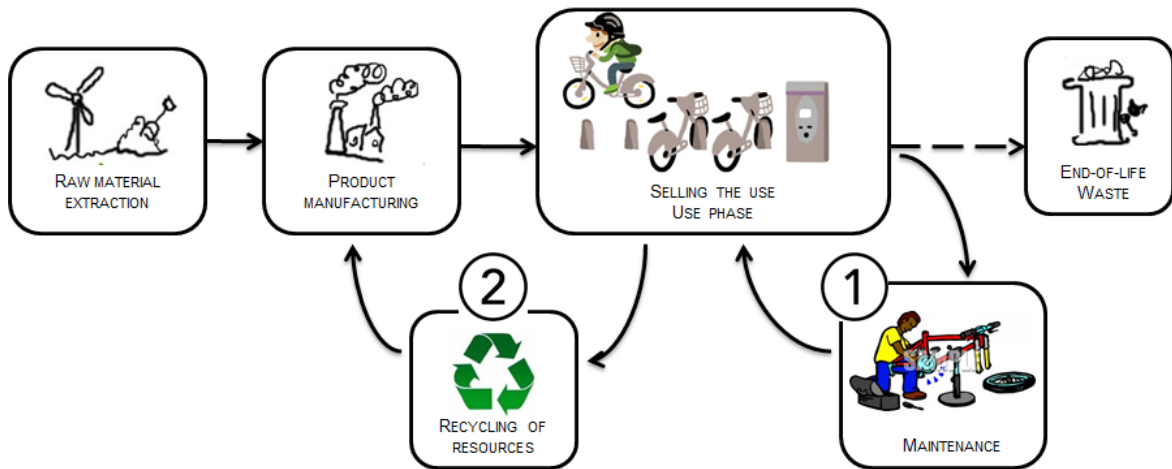 RAW MATERIAL
EXTRACTION
PRODUCT
MANUFACTURING
SELLING THE USE
USE PHASE
END-OF-LIFE
WASTE
2
RECYCLING OF
RESOURCES
1
MAINTENANCE